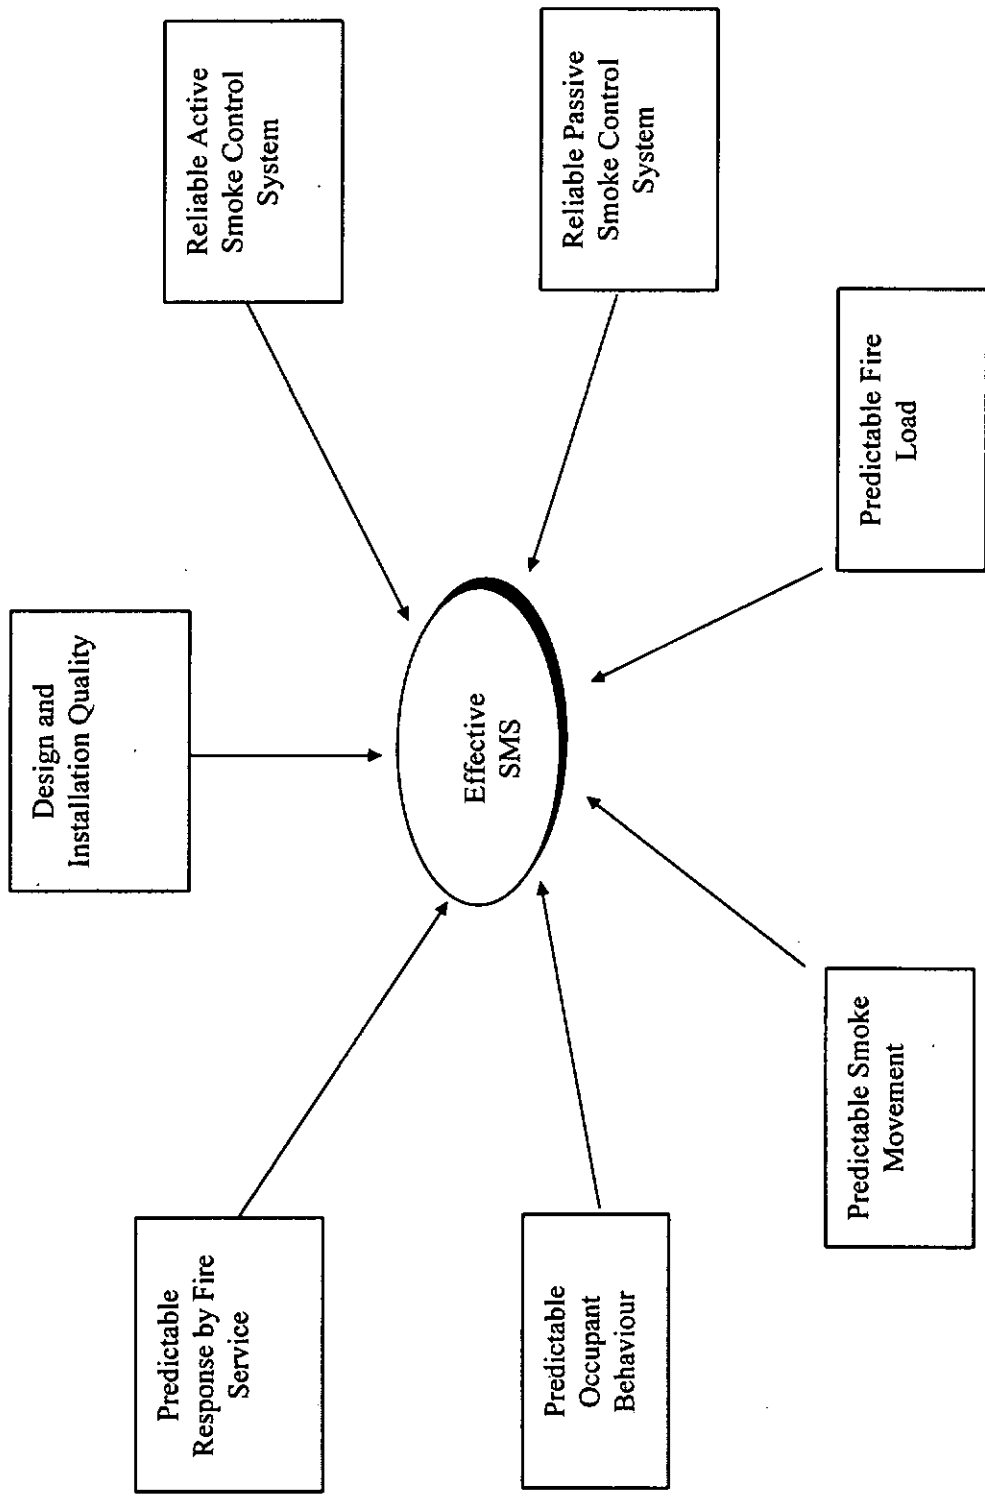 Design and
Installation Quality
Predictable
Response by Fire
Service
Reliable Active
Smoke Control
System
Effective
SMS
Predictable
Occupant
Behaviour
Reliable Passive
Smoke Control
System
Predictable Smoke
Movement
Predictable Fire
Load